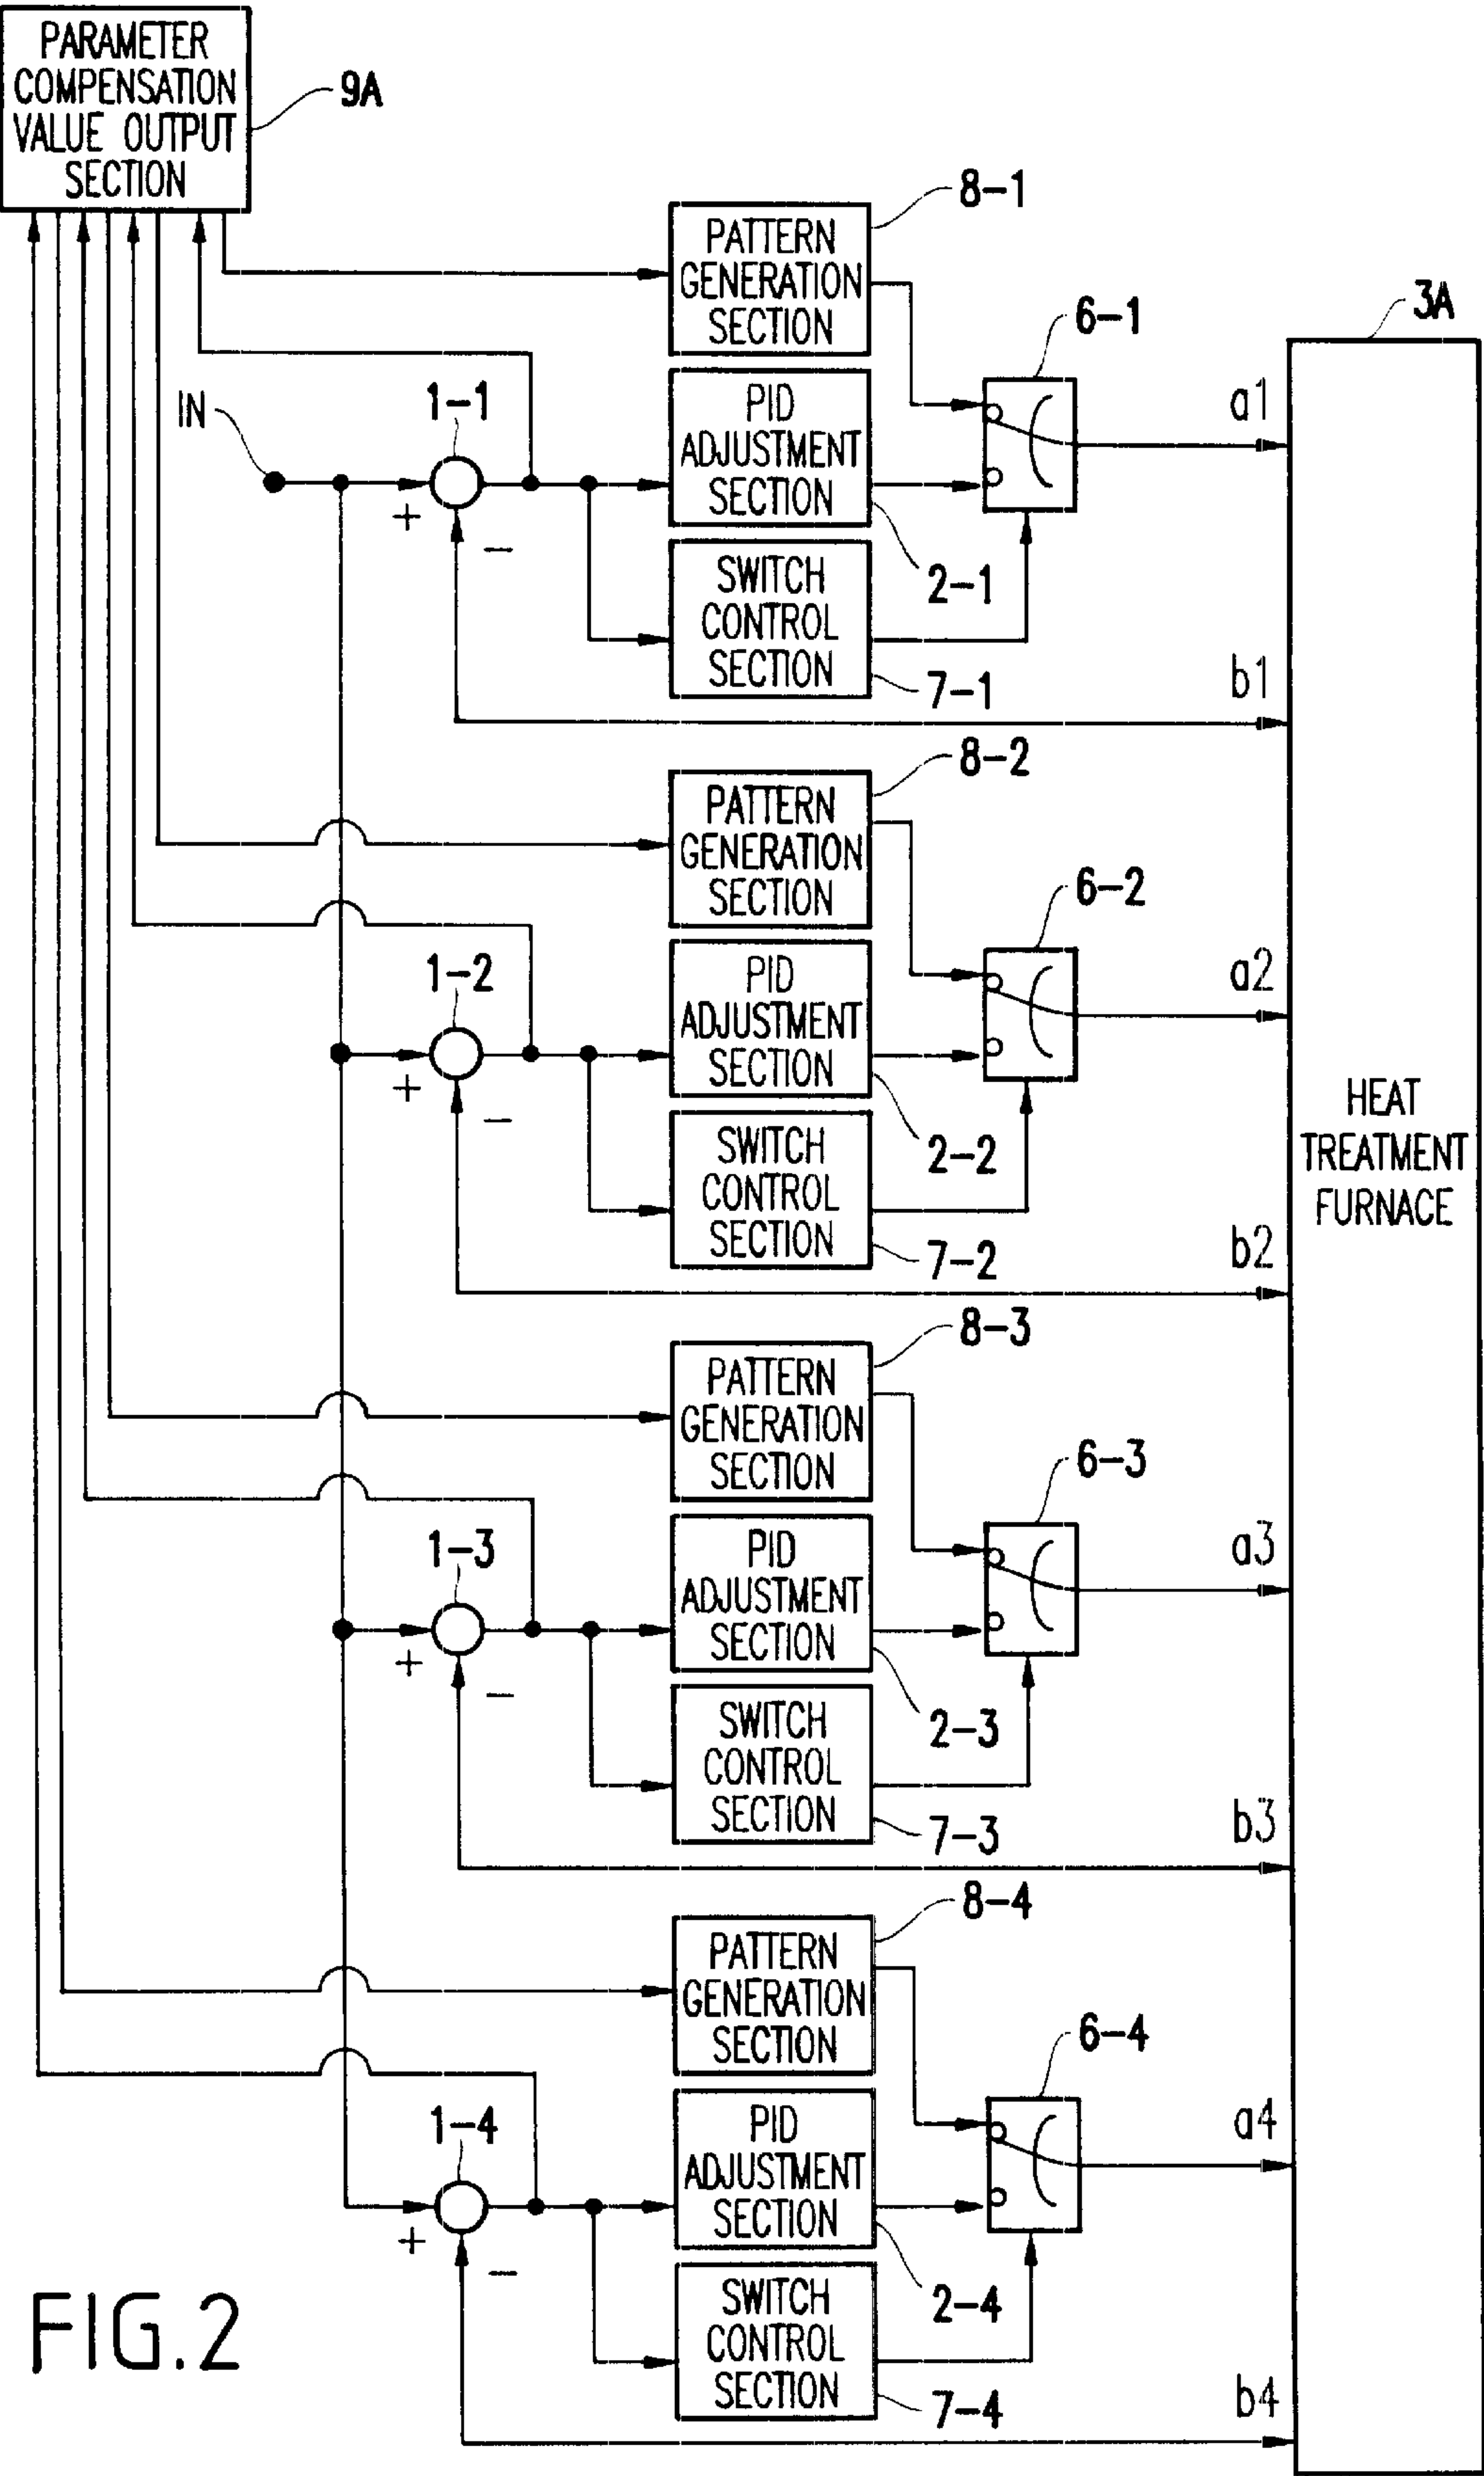 PARAMETER
COMPENSATION
VALUE OUTPUT
SECTION
9A
8-1
PATTERN
GENERATION
SECTION
6-1
3A
IN
1-1
PID
ADJUSTMENT
SECTION
a1
+
−
2-1
SWITCH
CONTROL
SECTION
7-1
b1
8-2
PATTERN
GENERATION
SECTION
6-2
1-2
PID
ADJUSTMENT
SECTION
a2
+
−
2-2
SWITCH
CONTROL
SECTION
7-2
b2
HEAT
TREATMENT
FURNACE
8-3
PATTERN
GENERATION
SECTION
6-3
1-3
PID
ADJUSTMENT
SECTION
a3
+
−
2-3
SWITCH
CONTROL
SECTION
7-3
b3
8-4
PATTERN
GENERATION
SECTION
6-4
1-4
PID
ADJUSTMENT
SECTION
a4
+
−
2-4
SWITCH
CONTROL
SECTION
7-4
b4
FIG.2